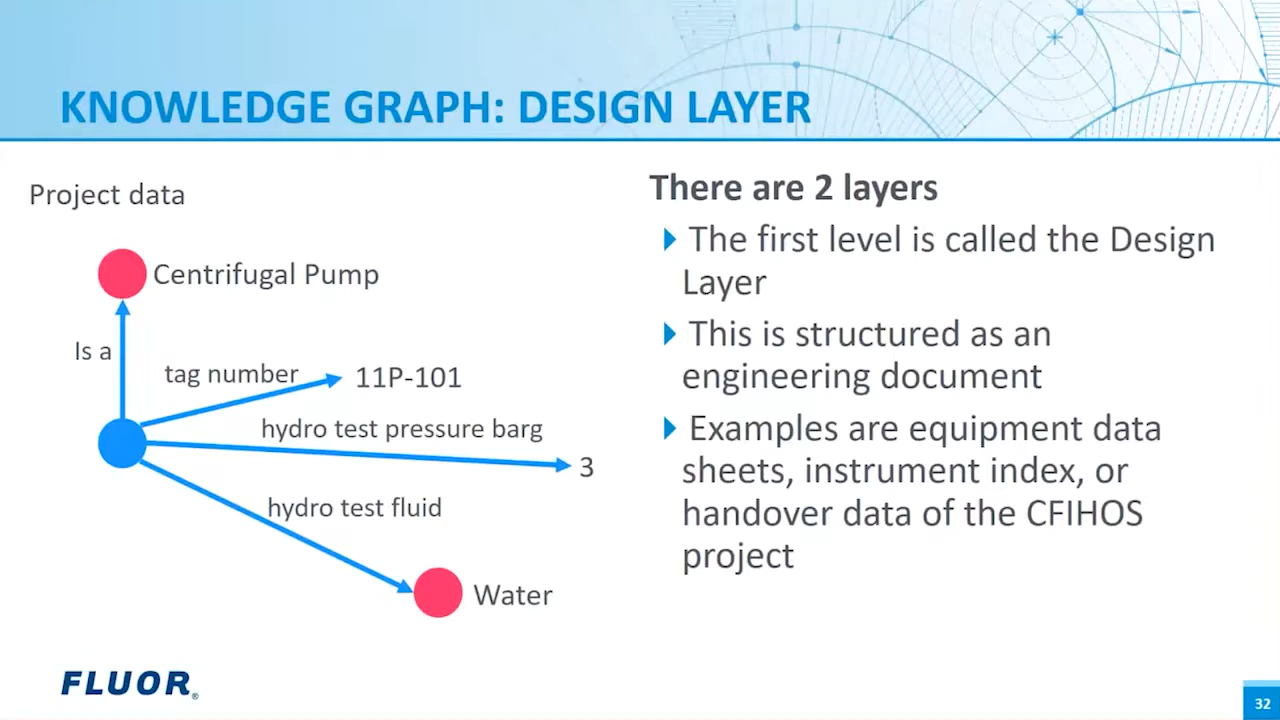 KNOWLEDGE GRAPH: DESIGN LAYER
Project data
Centrifugal Pump
Is a
tag number
11P-101
hydro test pressure barg
3
hydro test fluid
Water
There are 2 layers
The first level is called the Design
Layer
This is structured as an
engineering document
Examples are equipment data
sheets, instrument index, or
handover data of the CFIHOS
project
FLUOR®
32